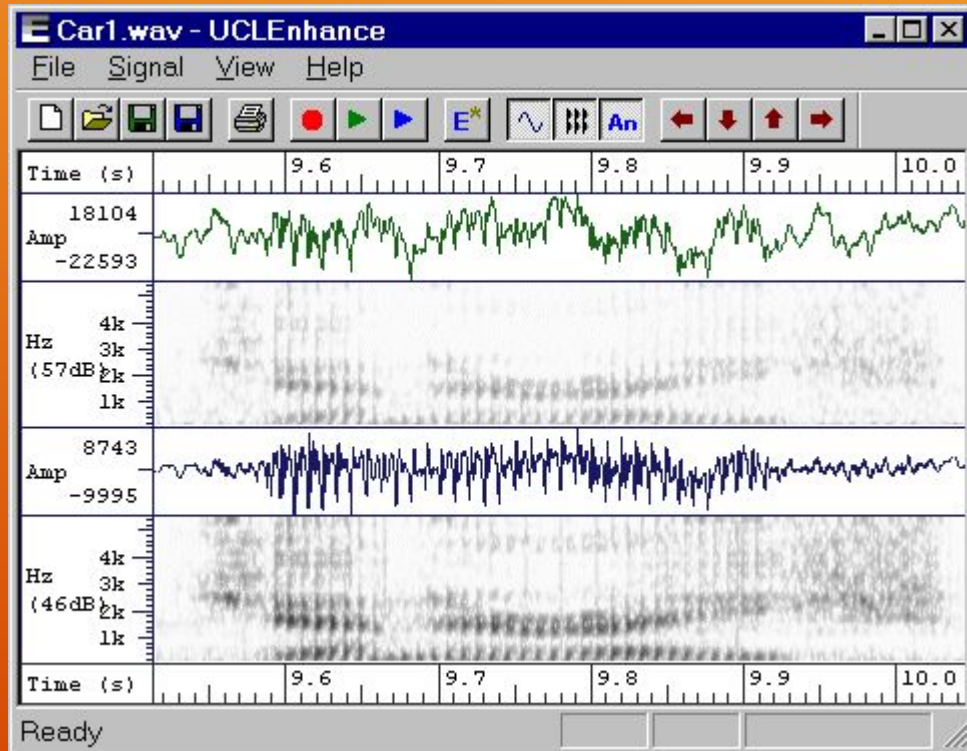 Car1.wav - UCLEnhance
File Signal View Help
E* An
Time (s) 9.6 9.7 9.8 9.9 10.0
18104
Amp
-22593
4k
Hz 3k
(57dB) 2k
1k
8743
Amp
-9995
4k
Hz 3k
(46dB) 2k
1k
Time (s) 9.6 9.7 9.8 9.9 10.0
Ready